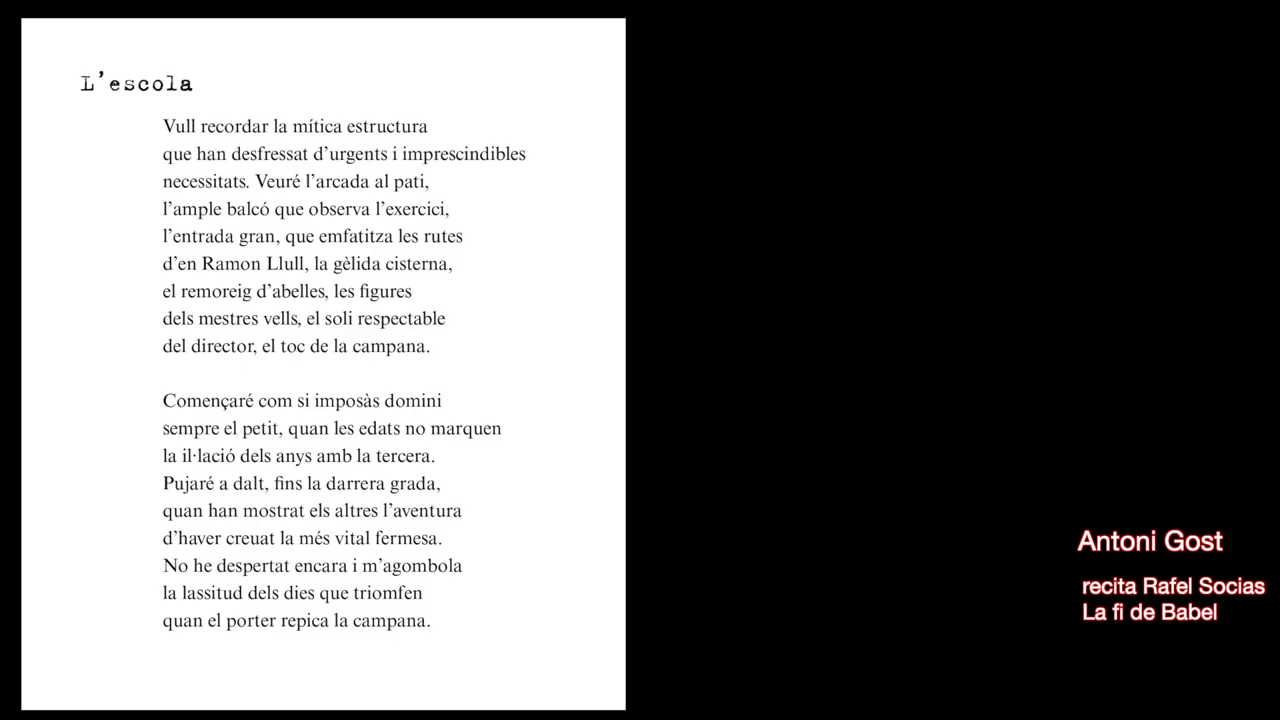 L'escola
Vull recordar la mítica estructura
que han desfressat d'urgents i imprescindibles
necessitats. Veuré l'arcada al pati,
l'ample balcó que observa l'exercici,
l'entrada gran, que emfatitza les rutes
d'en Ramon Llull, la gèlida cisterna,
el remoreig d'abelles, les figures
dels mestres vells, el soli respectable
del director, el toc de la campana.
Començaré com si imposàs domini
sempre el petit, quan les edats no marquen
la il·lació dels anys amb la tercera.
Pujaré a dalt, fins la darrera grada,
quan han mostrat els altres l'aventura
d'haver creuat la més vital fermesa.
No he despertat encara i m'agombola
la lassitud dels dies que triomfen
quan el porter repica la campana.
Antoni Gost
recita Rafel Socias
La fi de Babel